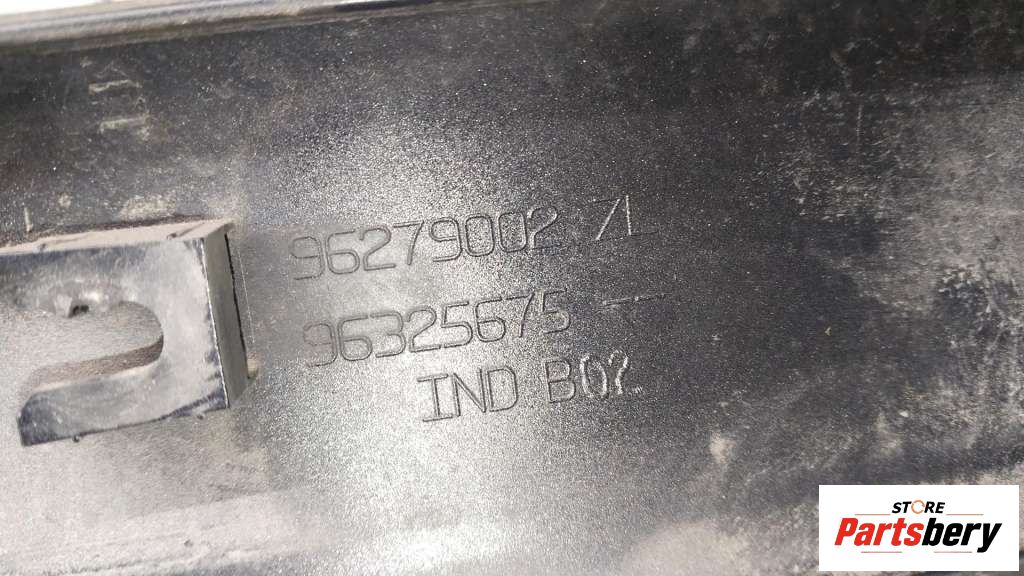 96279002 ZL
96325675 --
IND B02
STORE
Partsbery